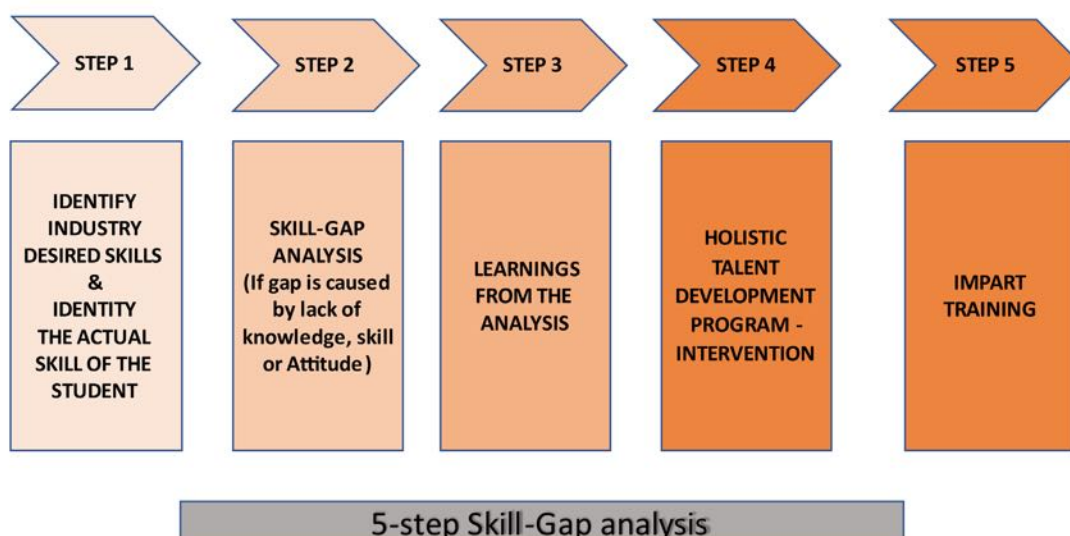 STEP 1
STEP 2
STEP 3
STEP 4
STEP 5
IDENTIFY
INDUSTRY
DESIRED SKILLS
&
IDENTITY
THE ACTUAL
SKILL OF THE
STUDENT
SKILL-GAP
ANALYSIS
(If gap is caused
by lack of
knowledge, skill
or Attitude)
LEARNINGS
FROM THE
ANALYSIS
HOLISTIC
TALENT
DEVELOPMENT
PROGRAM -
INTERVENTION
IMPART
TRAINING
5-step Skill-Gap analysis